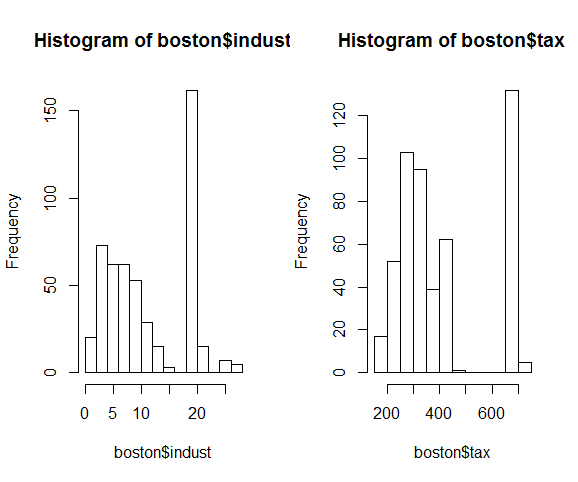 Histogram of boston$indust
Frequency
0
50
100
150
0 5 10 20
boston$indust
Histogram of boston$tax
Frequency
0
20
40
60
80
100
120
200 400 600
boston$tax